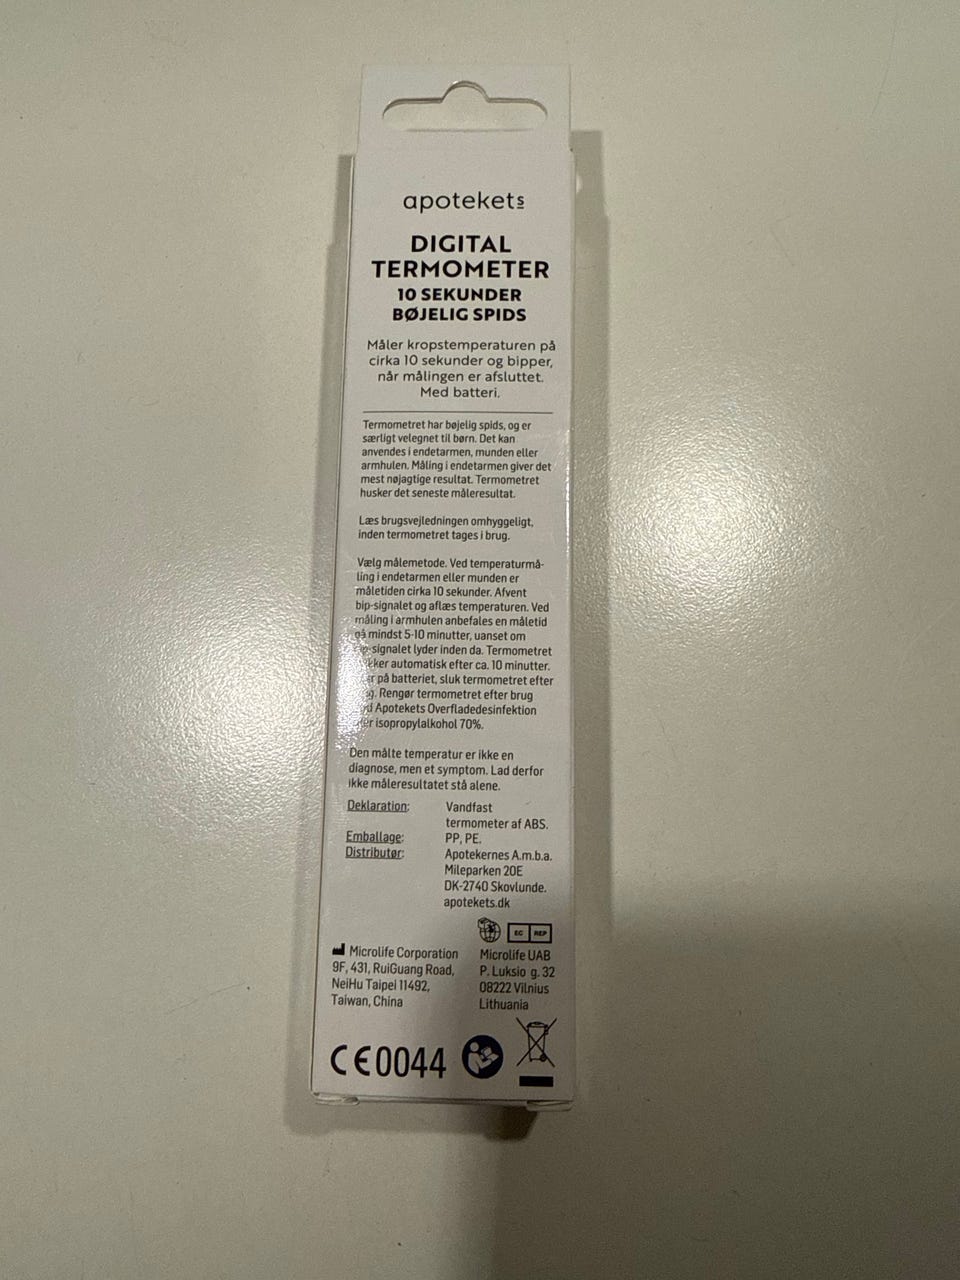 apotekets
DIGITAL
TERMOMETER
10 SEKUNDER
BØJELIG SPIDS
Måler kropstemperaturen på
cirka 10 sekunder og bipper,
når målingen er afsluttet.
Med batteri.
Termometret har bøjelig spids, og er
særligt velegnet til børn. Det kan
anvendes i endetarmen, munden eller
armhulen. Måling i endetarmen giver det
mest nøjagtige resultat. Termometret
husker det seneste måleresultat.
Læs brugsvejledningen omhyggeligt,
inden termometret tages i brug.
Vælg målemetode. Ved temperaturmå-
ling i endetarmen eller munden er
måletiden cirka 10 sekunder. Afvent
bip-signalet og aflæs temperaturen. Ved
måling i armhulen anbefales en måletid
på mindst 5-10 minutter, uanset om
bip-signalet lyder inden da. Termometret
automatisk efter ca. 10 minutter.
på batteriet, sluk termometret efter
Rengør termometret efter brug
Apotekets Overfladedesinfektion
isopropylalkohol 70%.
Den målte temperatur er ikke en
diagnose, men et symptom. Lad derfor
ikke måleresultatet stå alene.
Deklaration: Vandfast
termometer af ABS.
Emballage: PP, PE.
Distributør: Apotekernes A.m.b.a.
Mileparken 20E
DK-2740 Skovlunde.
apotekets.dk
EC REP
Microlife Corporation
9F, 431, RuiGuang Road,
NeiHu Taipei 11492,
Taiwan, China
Microlife UAB
P. Luksio g. 32
08222 Vilnius
Lithuania
CE0044